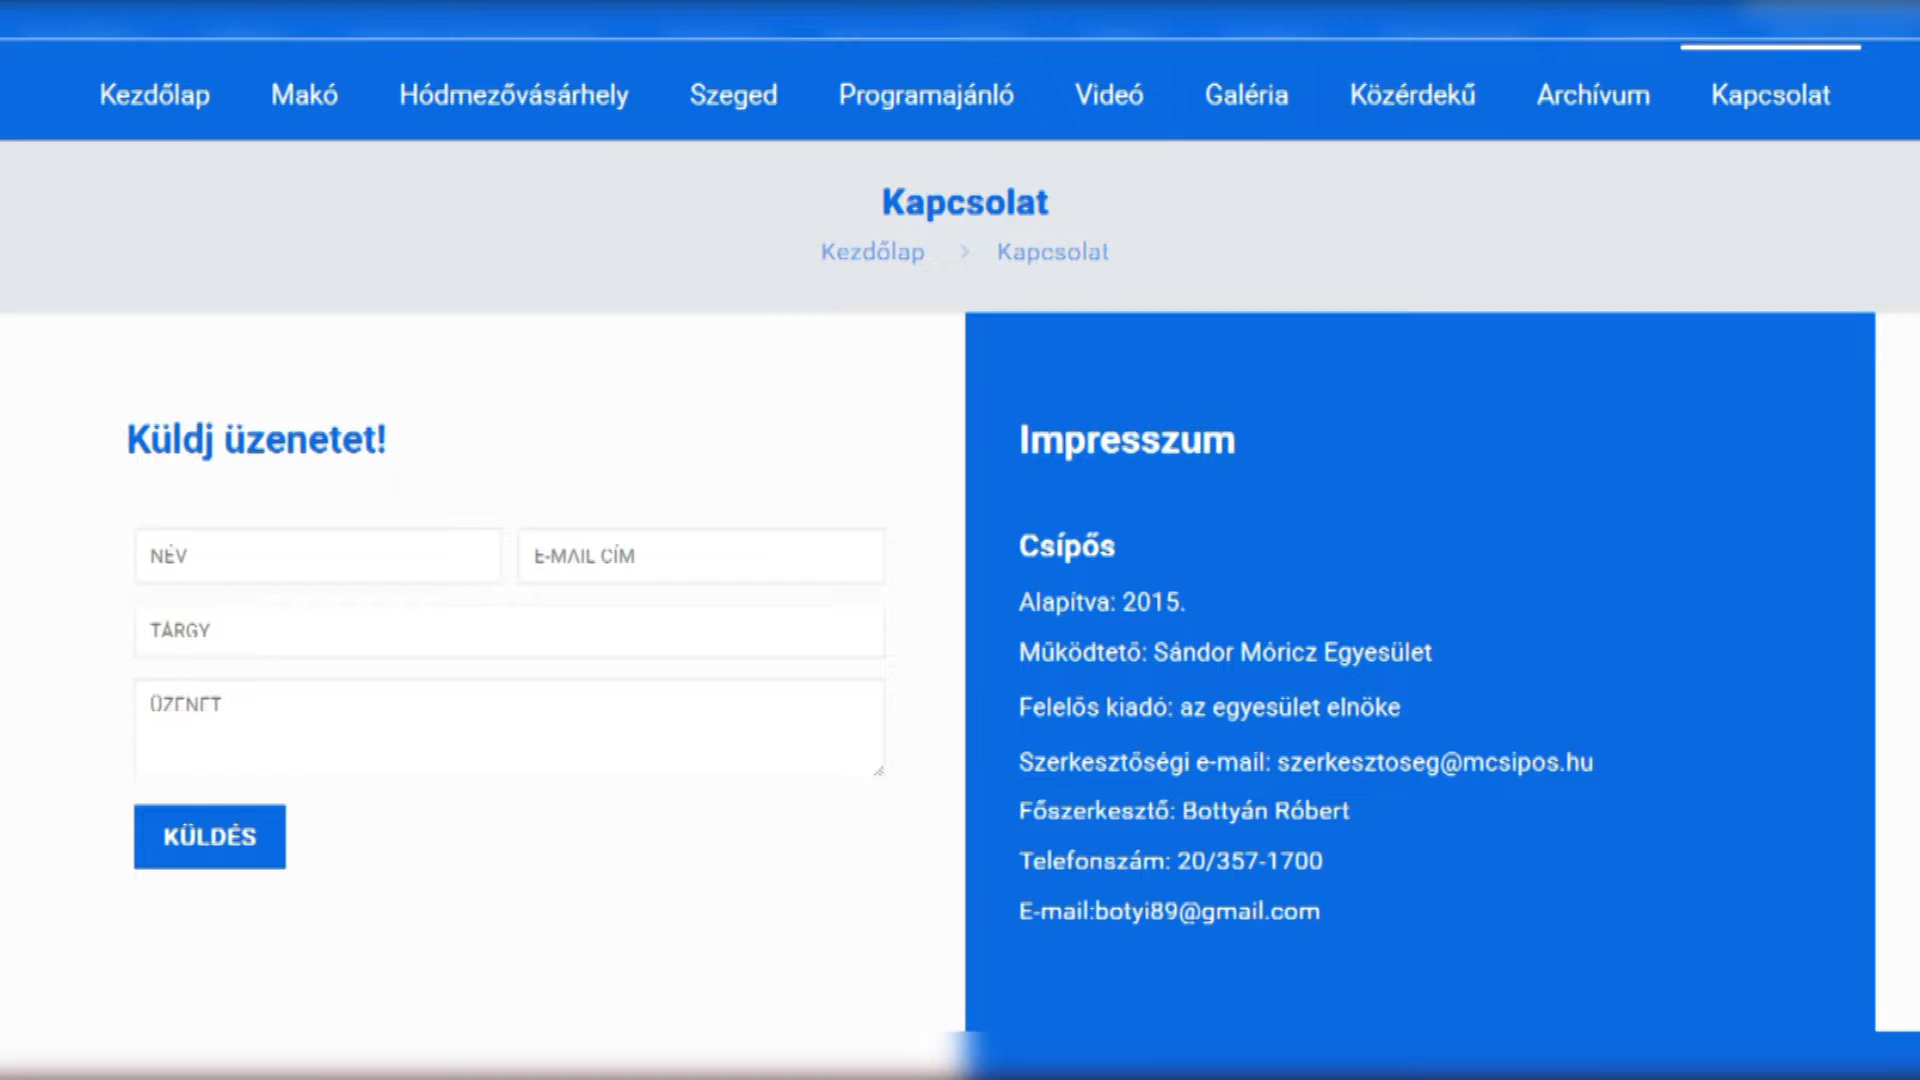 Kezdőlap Makó Hódmezővásárhely Szeged Programajánló Videó Galéria Közérdekű Archívum Kapcsolat
Kapcsolat
Kezdőlap > Kapcsolat
Küldj üzenetet!
NÉV E-MAIL CÍM
TÁRGY
ÜZENET
KÜLDÉS
Impresszum
Csípős
Alapítva: 2015.
Működtető: Sándor Móricz Egyesület
Felelős kiadó: az egyesület elnöke
Szerkesztőségi e-mail: szerkesztoseg@mcsipos.hu
Főszerkesztő: Bottyán Róbert
Telefonszám: 20/357-1700
E-mail:botyi89@gmail.com